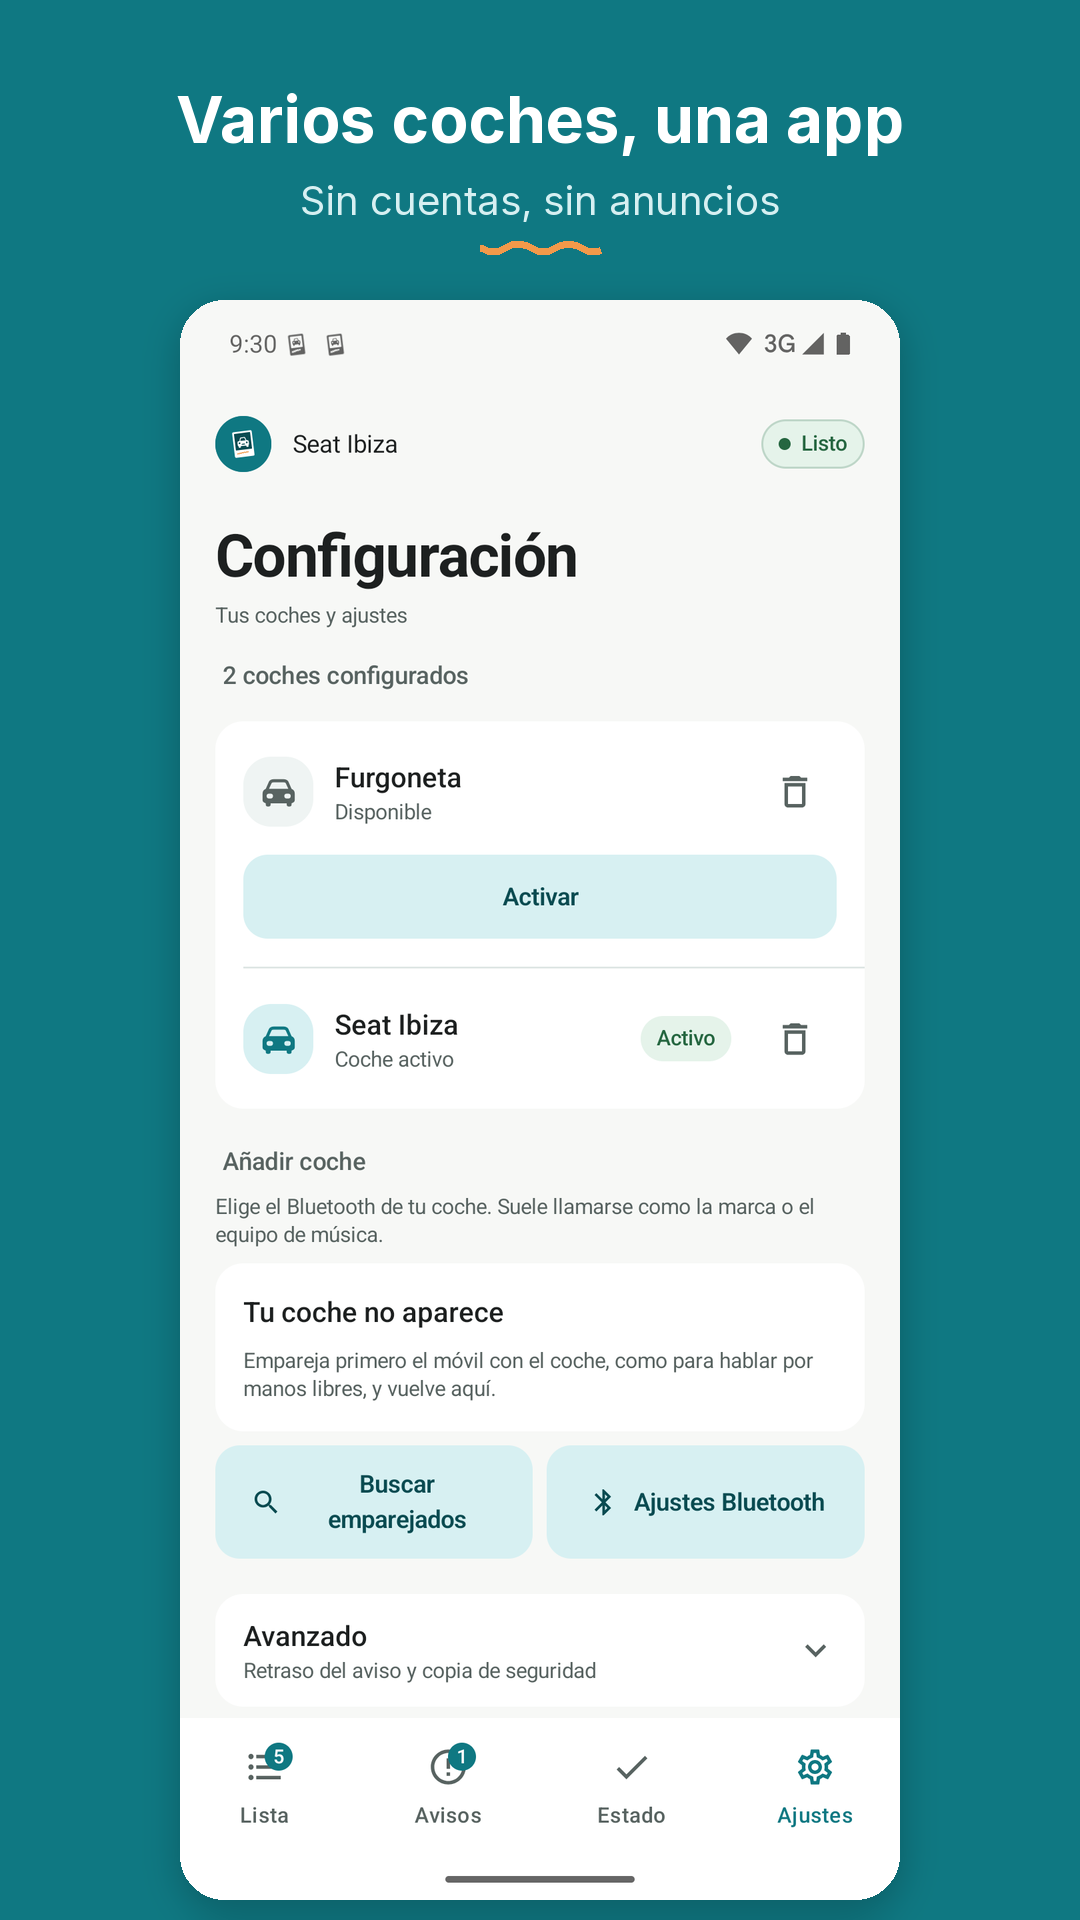 Varios coches, una app
Sin cuentas, sin anuncios
9:30
3G
Seat Ibiza
Listo
Configuración
Tus coches y ajustes
2 coches configurados
Furgoneta
Disponible
Activar
Seat Ibiza
Coche activo
Activo
Añadir coche
Elige el Bluetooth de tu coche. Suele llamarse como la marca o el
equipo de música.
Tu coche no aparece
Empareja primero el móvil con el coche, como para hablar por
manos libres, y vuelve aquí.
Buscar
emparejados
Ajustes Bluetooth
Avanzado
Retraso del aviso y copia de seguridad
5
1
Lista
Avisos
Estado
Ajustes